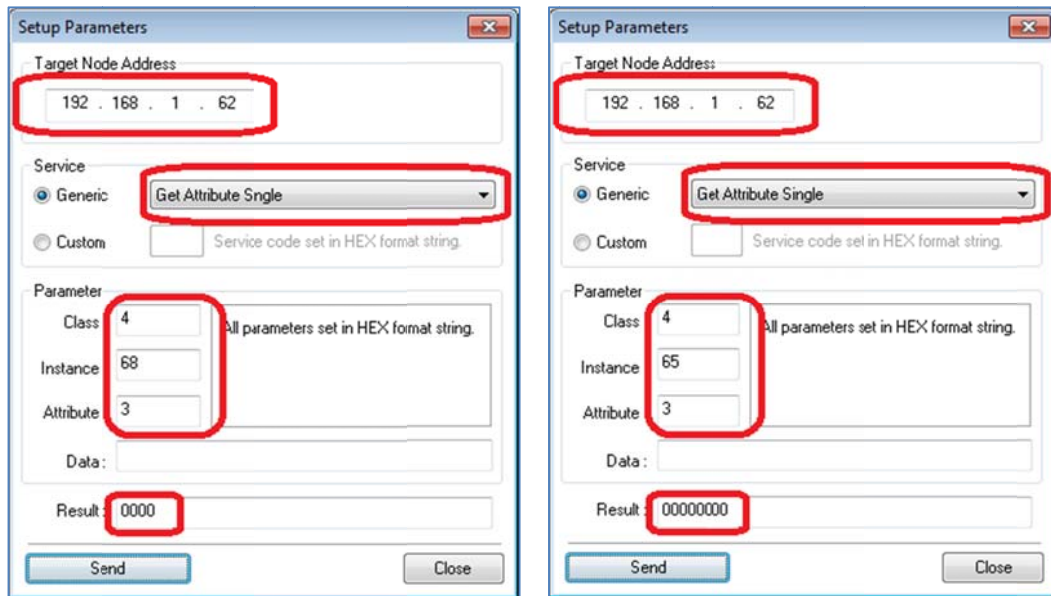 Setup Parameters
Target Node Address
192 . 168 . 1 . 62
Service
Generic
Get Attribute Sngle
Custom
Service code set in HEX format string.
Parameter
Class
4
All parameters set in HEX format string.
Instance
68
Attribute
3
Data :
Result :
0000
Send
Close
Setup Parameters
Target Node Address
192 . 168 . 1 . 62
Service
Generic
Get Attribute Single
Custom
Service code set in HEX format string.
Parameter
Class
4
All parameters set in HEX format string.
Instance
65
Attribute
3
Data :
Result :
00000000
Send
Close